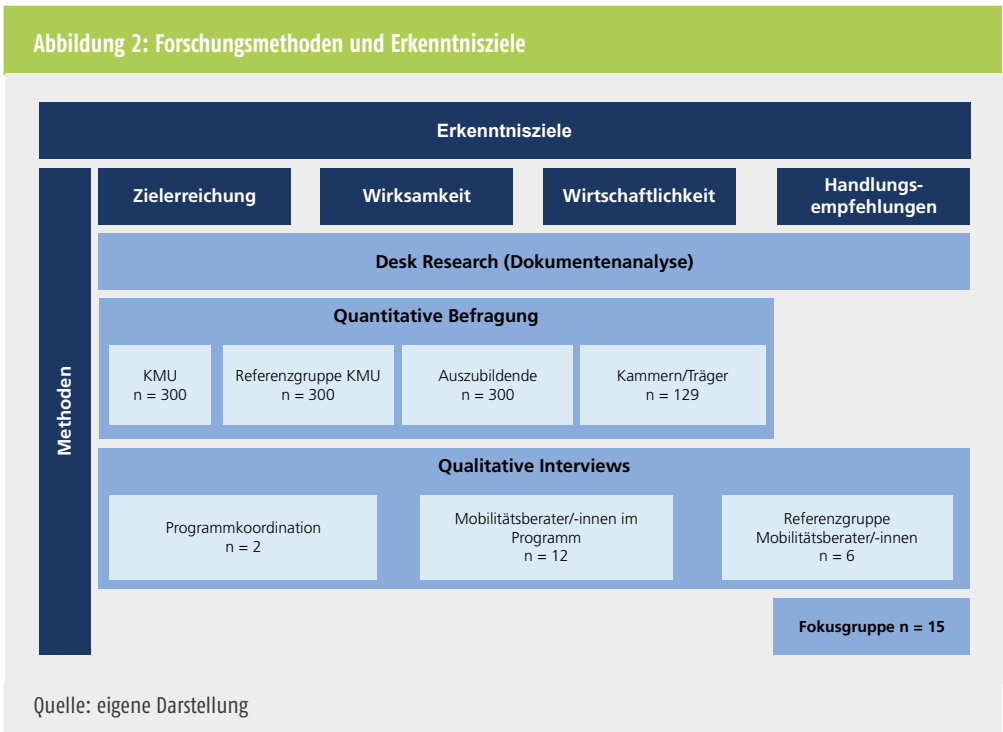 Abbildung 2: Forschungsmethoden und Erkenntnisziele
Erkenntnisziele
Methoden
Zielerreichung
Wirksamkeit
Wirtschaftlichkeit
Handlungs-
empfehlungen
Desk Research (Dokumentenanalyse)
Quantitative Befragung
KMU
n = 300
Referenzgruppe KMU
n = 300
Auszubildende
n = 300
Kammern/Träger
n = 129
Qualitative Interviews
Programmkoordination
n = 2
Mobilitätsberater/-innen im
Programm
n = 12
Referenzgruppe
Mobilitätsberater/-innen
n = 6
Fokusgruppe n = 15
Quelle: eigene Darstellung